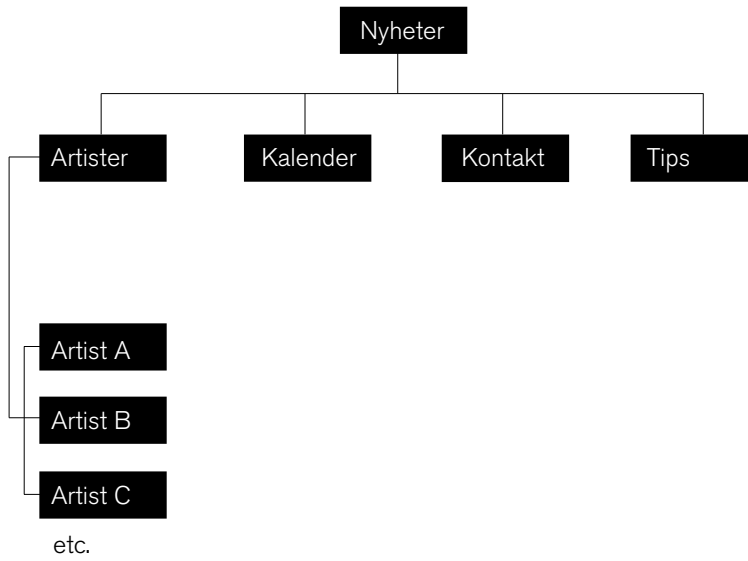 Nyheter
Artister
Kalender
Kontakt
Tips
Artist A
Artist B
Artist C
etc.